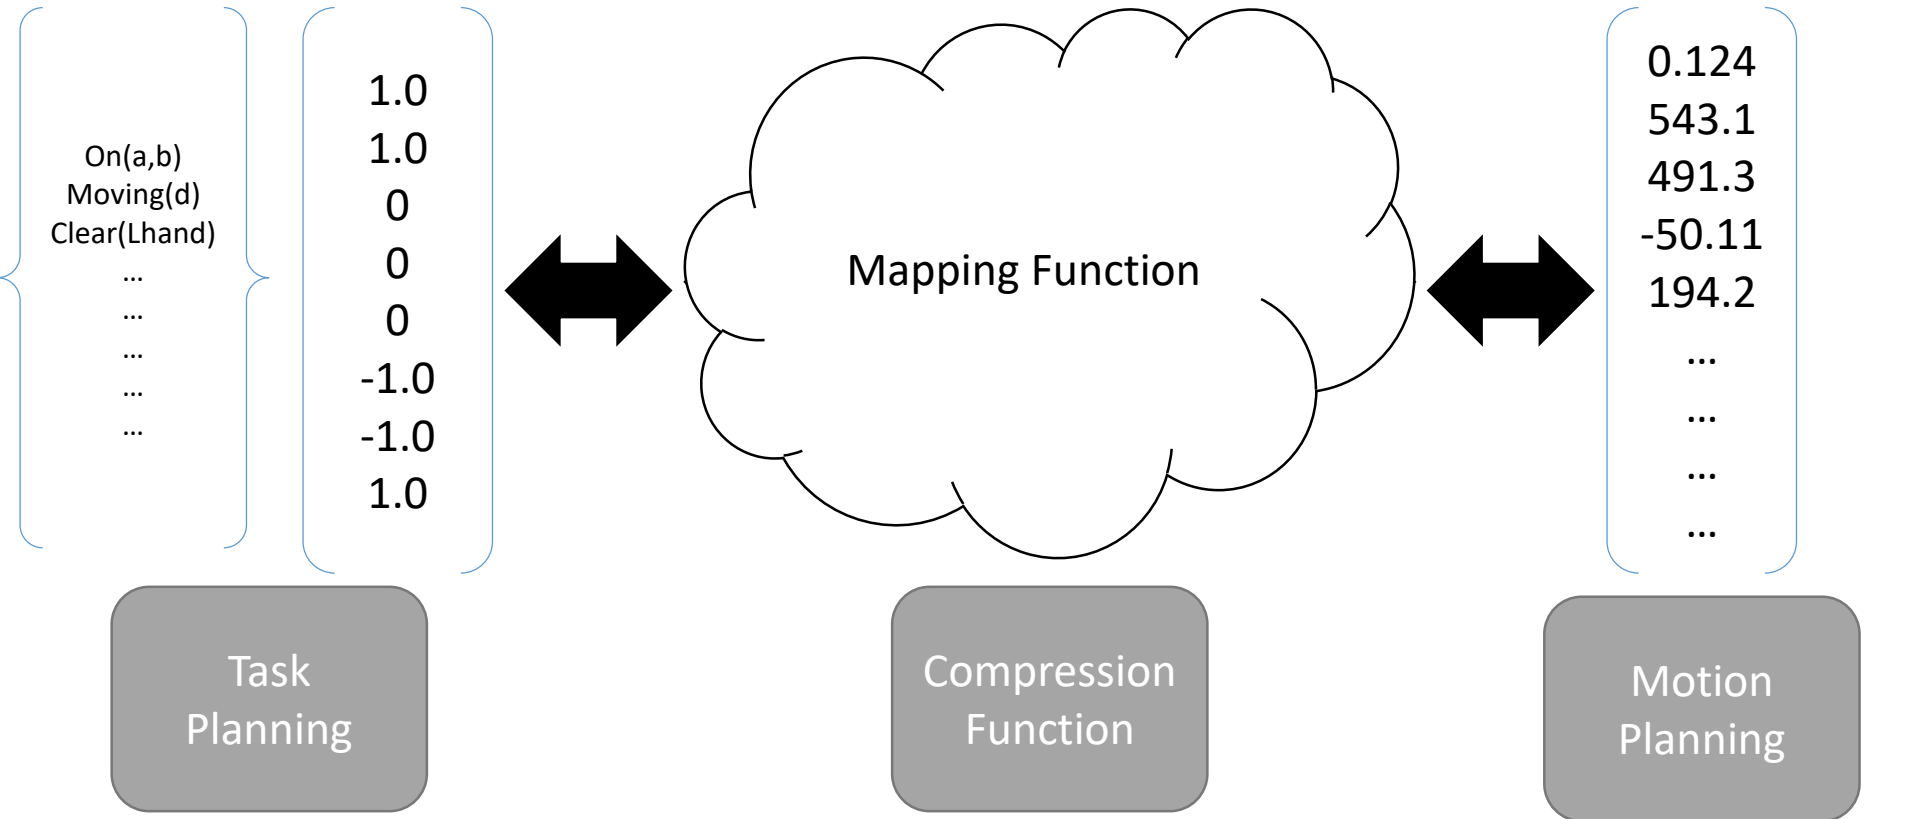 On(a,b)
Moving(d)
Clear(Lhand)
...
...
...
...
...
1.0
1.0
0
0
0
-1.0
-1.0
1.0
Mapping Function
0.124
543.1
491.3
-50.11
194.2
...
...
...
...
Task
Planning
Compression
Function
Motion
Planning